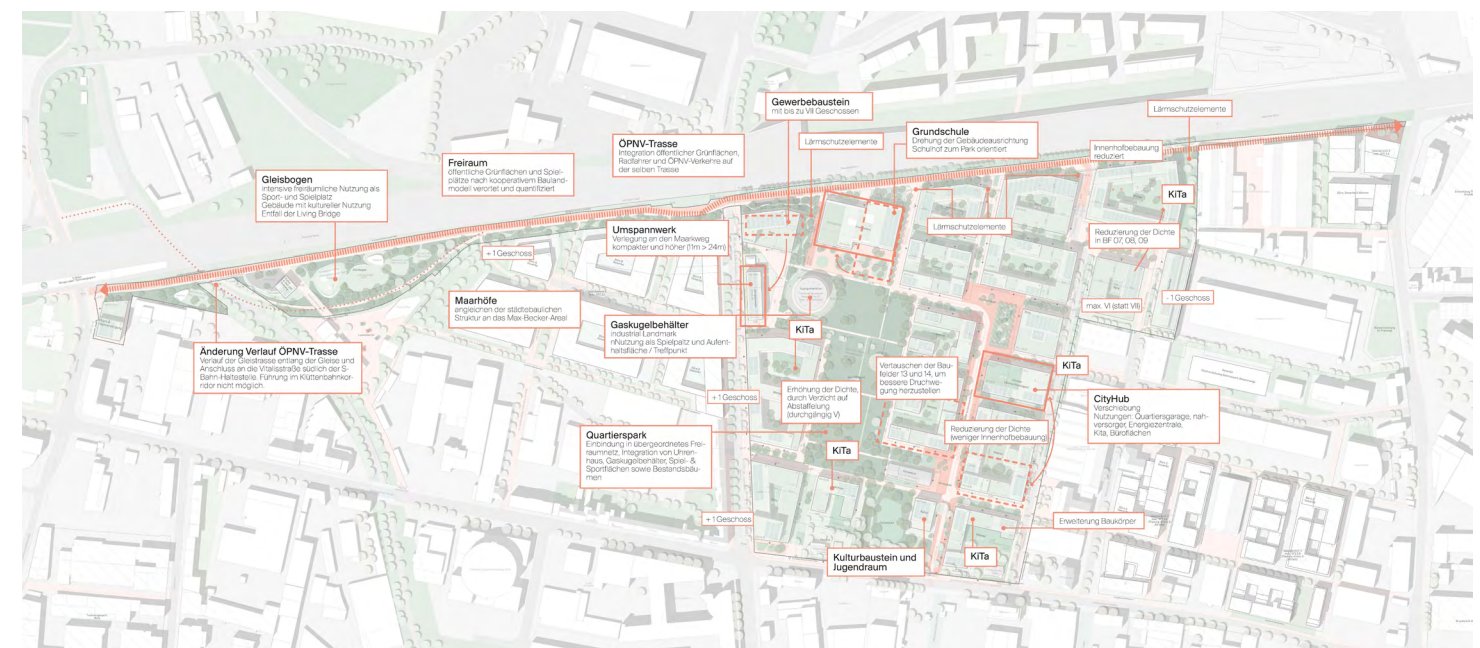 Gewerbebaustein
mit bis zu VII Geschossen
Lärmschutzelemente
ÖPNV-Trasse
Integration öffentlicher Grünflächen,
Radfahrer und ÖPNV-Verkehre auf
der selben Trasse
Lärmschutzelemente
Grundschule
Drehung der Gebäudeausrichtung
Schulhof zum Park orientiert
Innenhofbebauung
reduziert
Freiraum
öffentliche Grünflächen und Spiel-
plätze nach kooperativem Bauland-
modell verortet und quantifiziert
Gleisbogen
intensive freiräumliche Nutzung als
Sport- und Spielplatz
Gebäude mit kultureller Nutzung
Entfall der Living Bridge
KiTa
Umspannwerk
Verlegung an den Maarkweg
kompakter und höher (11m > 24m)
Lärmschutzelemente
Reduzierung der Dichte
in BF 07, 08, 09
+ 1 Geschoss
Maarhöfe
angleichen der städtebaulichen
Struktur an das Max-Becker-Areal
- 1 Geschoss
max. VI (statt VII)
Gaskugelbehälter
industrial Landmark
nNutzung als Spielpaltz und Aufent-
haltsfläche / Treffpunkt
KiTa
Änderung Verlauf ÖPNV-Trasse
Verlauf der Gleistrasse entlang der Gleise und
Anschluss an die Vitalisstraße südlich der S-
Bahn-Haltestelle. Führung im Klüttenbahnkor-
ridor nicht möglich.
Vertauschen der Bau-
felder 13 und 14, um
bessere Druchwe-
gung herzustellen
KiTa
+ 1 Geschoss
Erhöhung der Dichte,
durch Verzicht auf
Abstaffelung
(durchgängig V)
CityHub
Verschiebung
Nutzungen: Quartiersgarage, nah-
versorger, Energiezentrale,
Kita, Büroflächen
Reduzierung der Dichte
(weniger Innenhofbebauung)
Quartierspark
Einbindung in übergeordnetes Frei-
raumnetz, Integration von Uhren-
haus, Gaskugelbehälter, Spiel- &
Sportflächen sowie Bestandsbäu-
men
KiTa
+ 1 Geschoss
Erweiterung Baukörper
Kulturbaustein und
Jugendraum
KiTa